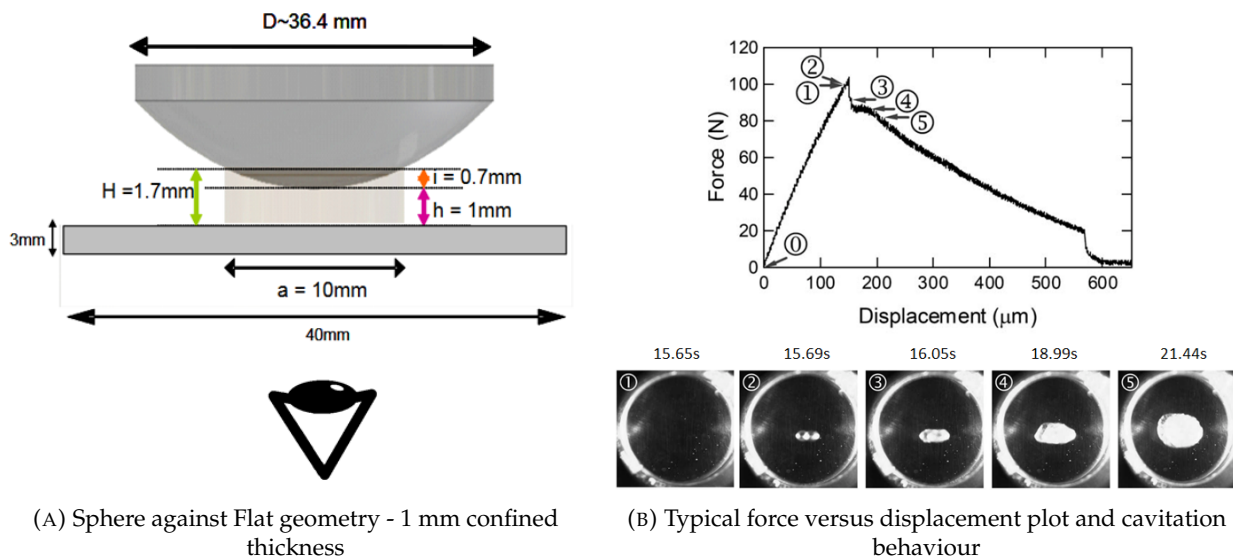 D~36.4 mm
H =1.7mm
i = 0.7mm
h = 1mm
3mm
a = 10mm
40mm
(A) Sphere against Flat geometry - 1 mm confined
thickness
120
100
80
60
40
20
0
Force (N)
②
①
③
④
⑤
⓪
0 100 200 300 400 500 600
Displacement (μm)
15.65s 15.69s 16.05s 18.99s 21.44s
① ② ③ ④ ⑤
(B) Typical force versus displacement plot and cavitation
behaviour